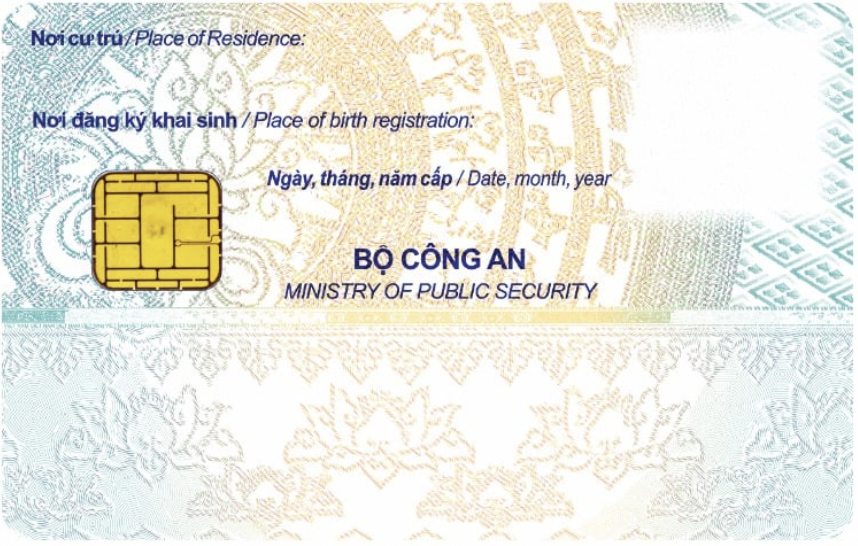 Nơi cư trú / Place of Residence:
Nơi đăng ký khai sinh / Place of birth registration:
Ngày, tháng, năm cấp / Date, month, year
BỘ CÔNG AN
MINISTRY OF PUBLIC SECURITY